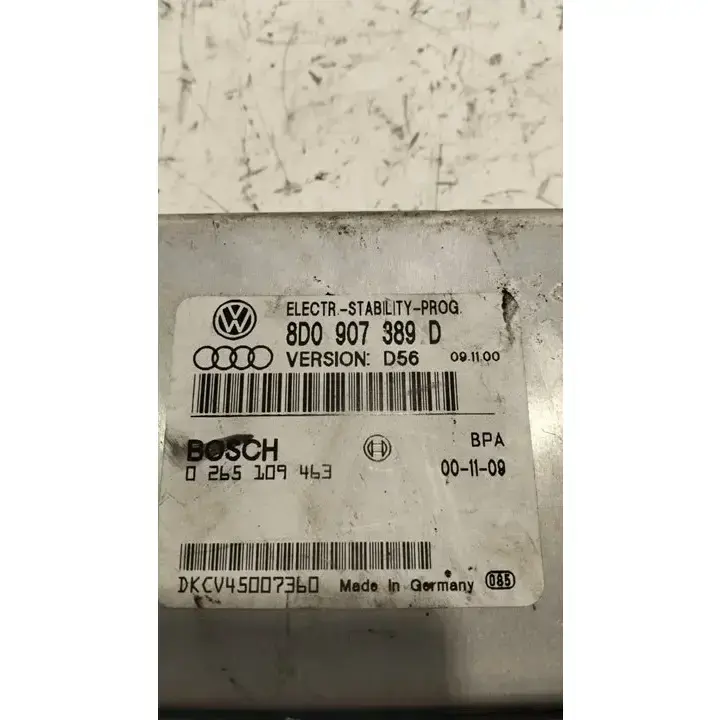 ELECTR.-STABILITY-PROG.
8D0 907 389 D
VERSION: D56 09.11.00
BOSCH BPA
0 265 109 463 00-11-09
DKCV45007360 Made in Germany 085